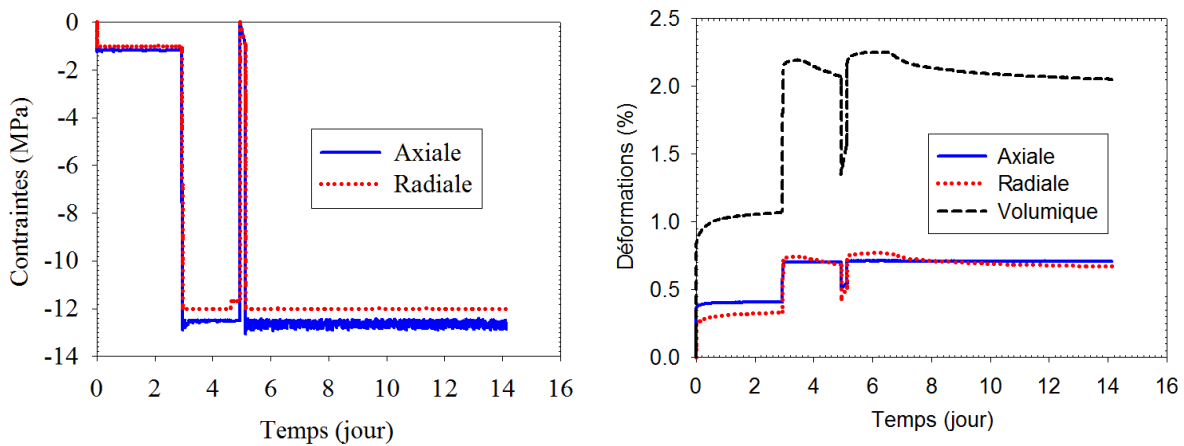 0
-2
-4
-6
-8
-10
-12
-14
Contraintes (MPa)
Axiale
Radiale
0 2 4 6 8 10 12 14 16
Temps (jour)
2.5
2.0
1.5
1.0
0.5
0.0
Déformations (%)
Axiale
Radiale
Volumique
0 2 4 6 8 10 12 14 16
Temps (jour)